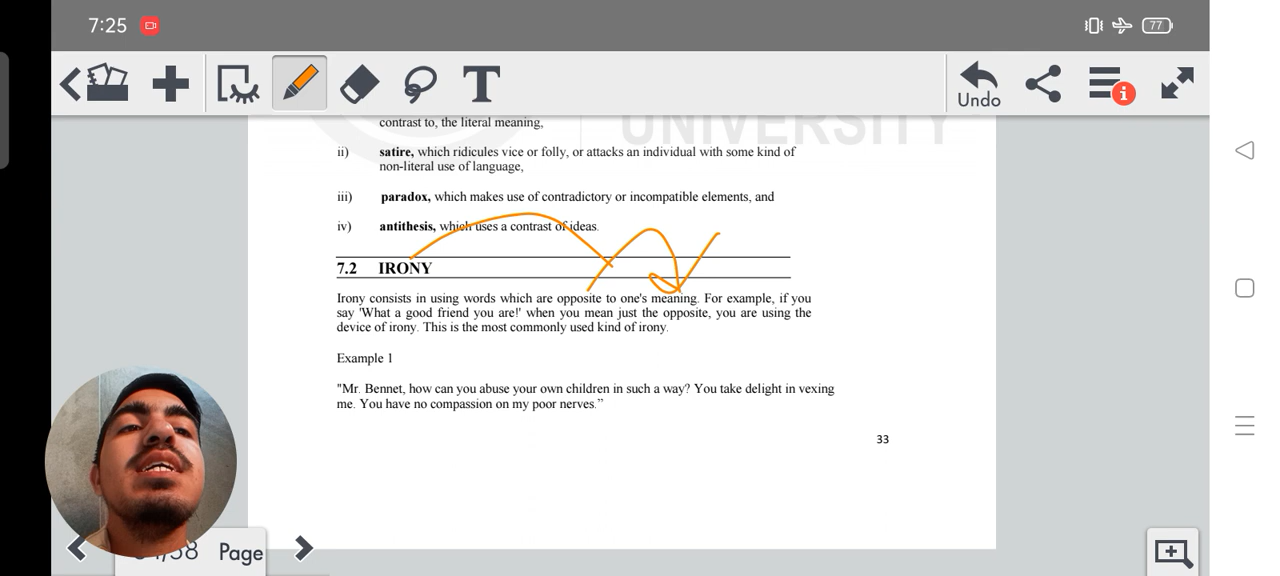 7:25
77
Undo
UNIVERSITY
contrast to, the literal meaning,
ii) satire, which ridicules vice or folly, or attacks an individual with some kind of
non-literal use of language,
iii) paradox, which makes use of contradictory or incompatible elements, and
iv) antithesis, which uses a contrast of ideas.
7.2 IRONY
Irony consists in using words which are opposite to one's meaning. For example, if you
say 'What a good friend you are!' when you mean just the opposite, you are using the
device of irony. This is the most commonly used kind of irony.
Example 1
"Mr. Bennet, how can you abuse your own children in such a way? You take delight in vexing
me. You have no compassion on my poor nerves.”
33
Page